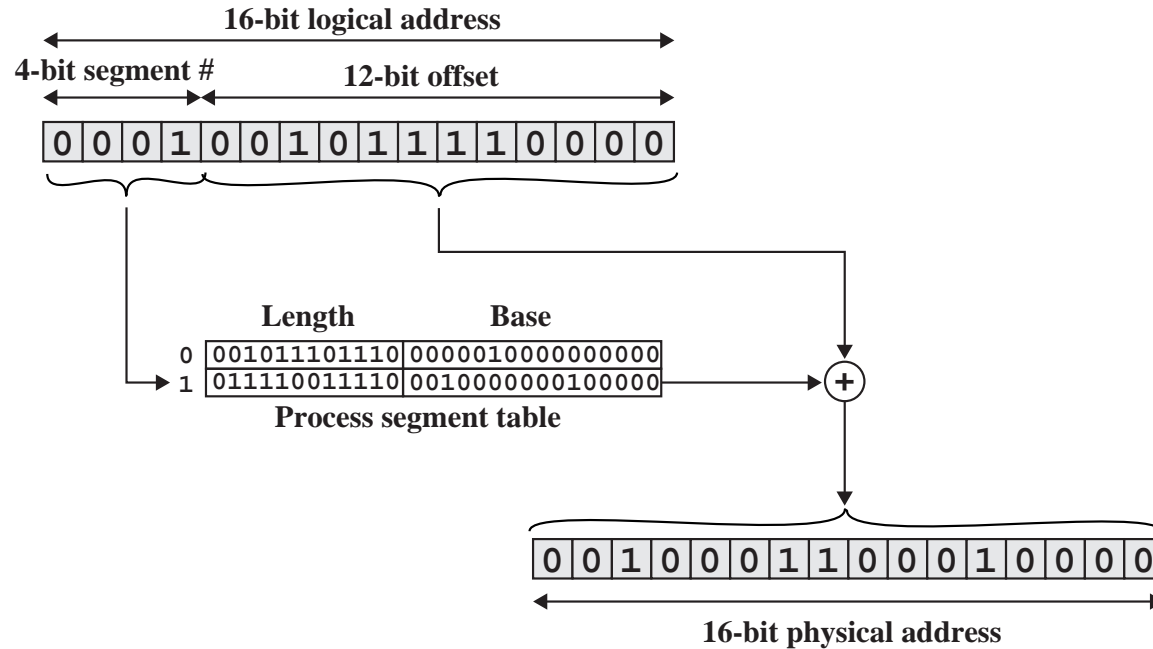 16-bit logical address
4-bit segment # 12-bit offset
0 0 0 1 0 0 1 0 1 1 1 1 0 0 0 0
Length Base
0 001011101110 0000010000000000
1 011110011110 0010000000100000
Process segment table
+
0 0 1 0 0 0 1 1 0 0 0 1 0 0 0 0
16-bit physical address